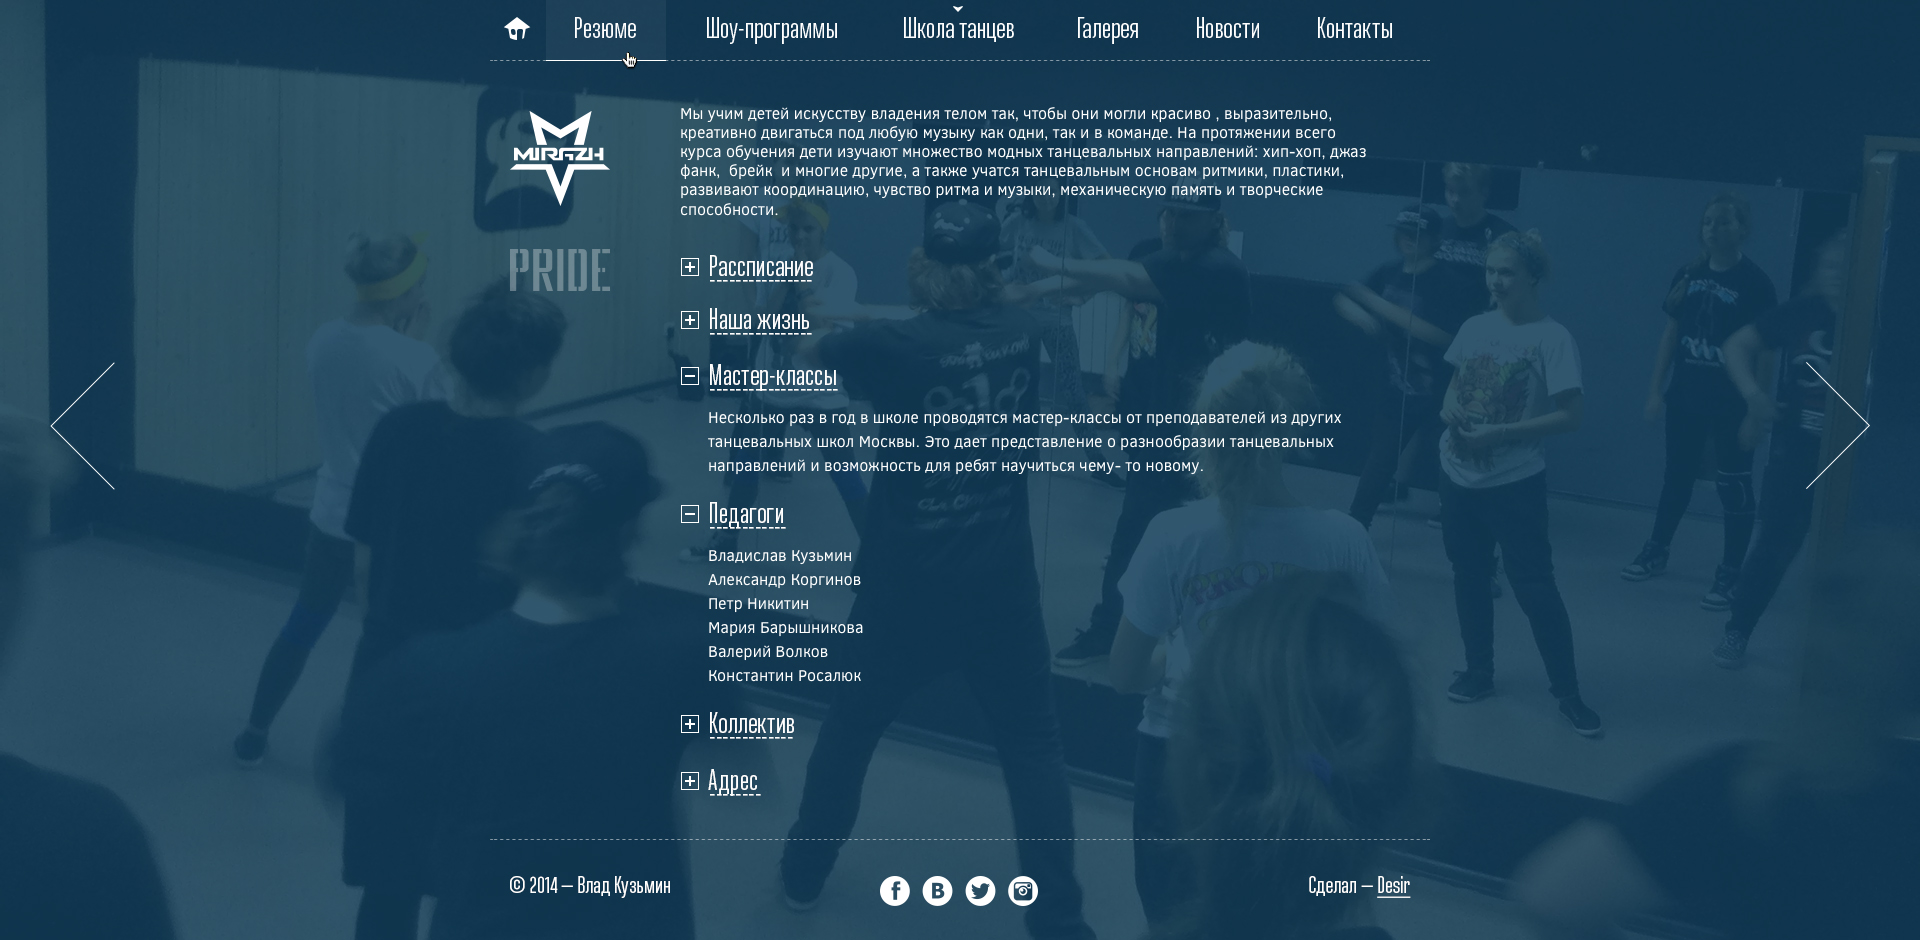 Резюме
Шоу-программы
Школа танцев
Галерея
Новости
Контакты
MIRAZH
PRIDE
Мы учим детей искусству владения телом так, чтобы они могли красиво , выразительно,
креативно двигаться под любую музыку как одни, так и в команде. На протяжении всего
курса обучения дети изучают множество модных танцевальных направлений: хип-хоп, джаз
фанк,  брейк  и многие другие, а также учатся танцевальным основам ритмики, пластики,
развивают координацию, чувство ритма и музыки, механическую память и творческие
способности.
Рассписание
Наша жизнь
Мастер-классы
Несколько раз в год в школе проводятся мастер-классы от преподавателей из других
танцевальных школ Москвы. Это дает представление о разнообразии танцевальных
направлений и возможность для ребят научиться чему- то новому.
Педагоги
Владислав Кузьмин
Александр Коргинов
Петр Никитин
Мария Барышникова
Валерий Волков
Константин Росалюк
Коллектив
Адрес
© 2014 — Влад Кузьмин
Сделал — Desir